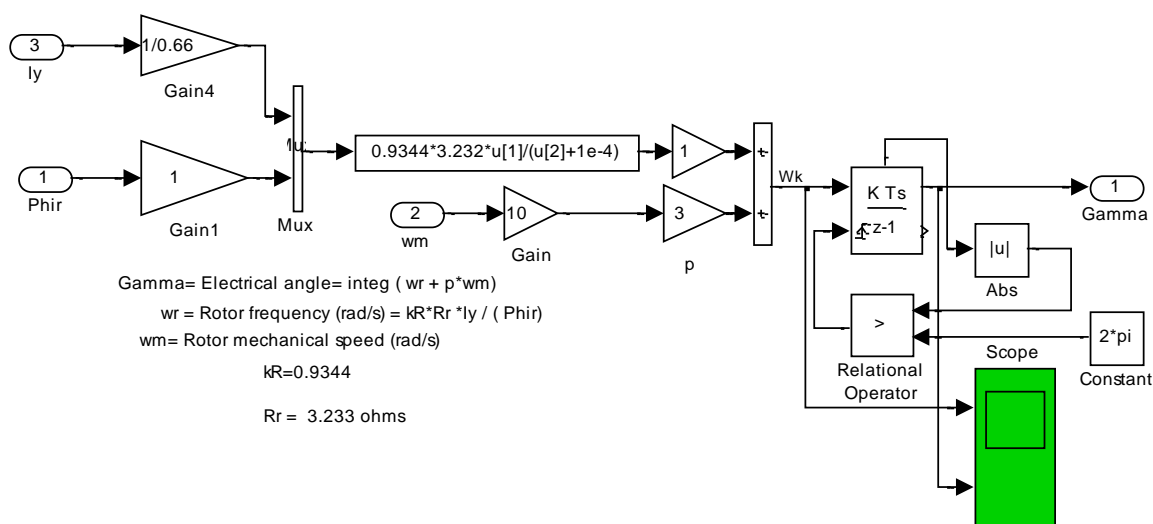 3
Iy
1/0.66
Gain4
1
Phir
1
Gain1
Mux
0.9344*3.232*u[1]/(u[2]+1e-4)
1
2
wm
10
Gain
3
p
+
+
Wk
K Ts
z-1
1
Gamma
|u|
Abs
>
Relational
Operator
2*pi
Constant
Scope
Gamma= Electrical angle= integ ( wr + p*wm)
wr = Rotor frequency (rad/s) = kR*Rr *Iy / ( Phir)
wm= Rotor mechanical speed (rad/s)
kR=0.9344
Rr = 3.233 ohms